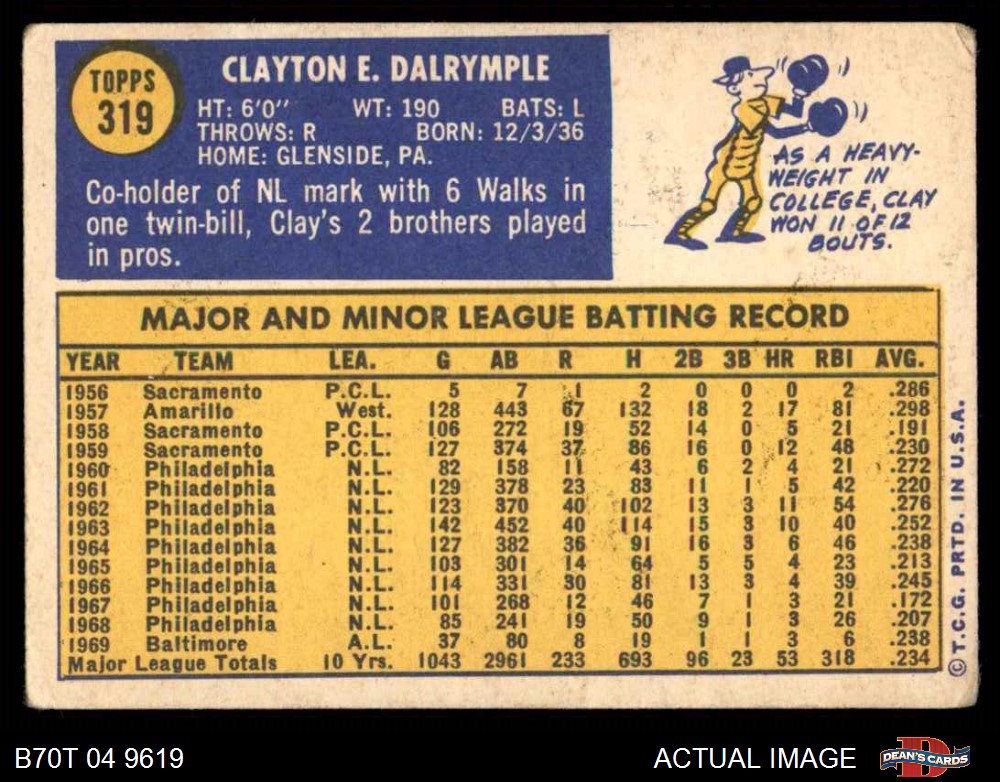 TOPPS
319
CLAYTON E. DALRYMPLE
HT: 6'0" WT: 190 BATS: L
THROWS: R BORN: 12/3/36
HOME: GLENSIDE, PA.
Co-holder of NL mark with 6 Walks in
one twin-bill, Clay's 2 brothers played
in pros.
AS A HEAVY-
WEIGHT IN
COLLEGE, CLAY
WON 11 OF 12
BOUTS.
MAJOR AND MINOR LEAGUE BATTING RECORD
YEAR TEAM LEA. G AB R H 2B 3B HR RBI AVG.
1956 Sacramento P.C.L. 5 7 1 2 0 0 0 2 .286
1957 Amarillo West. 128 443 67 132 18 2 17 81 .298
1958 Sacramento P.C.L. 106 272 19 52 14 0 5 21 .191
1959 Sacramento P.C.L. 127 374 37 86 16 0 12 48 .230
1960 Philadelphia N.L. 82 158 11 43 6 2 4 21 .272
1961 Philadelphia N.L. 129 378 23 83 11 1 5 42 .220
1962 Philadelphia N.L. 123 370 40 102 13 3 11 54 .276
1963 Philadelphia N.L. 142 452 40 114 15 3 10 40 .252
1964 Philadelphia N.L. 127 382 36 91 16 3 6 46 .238
1965 Philadelphia N.L. 103 301 14 64 5 5 4 23 .213
1966 Philadelphia N.L. 114 331 30 81 13 3 4 39 .245
1967 Philadelphia N.L. 101 268 12 46 7 1 3 21 .172
1968 Philadelphia N.L. 85 241 19 50 9 1 3 26 .207
1969 Baltimore A.L. 37 80 8 19 1 1 3 6 .238
Major League Totals 10 Yrs. 1043 2961 233 693 96 23 53 318 .234
© T.C.G. PRTD. IN U.S.A.
B70T 04 9619
ACTUAL IMAGE
DEAN'S CARDS